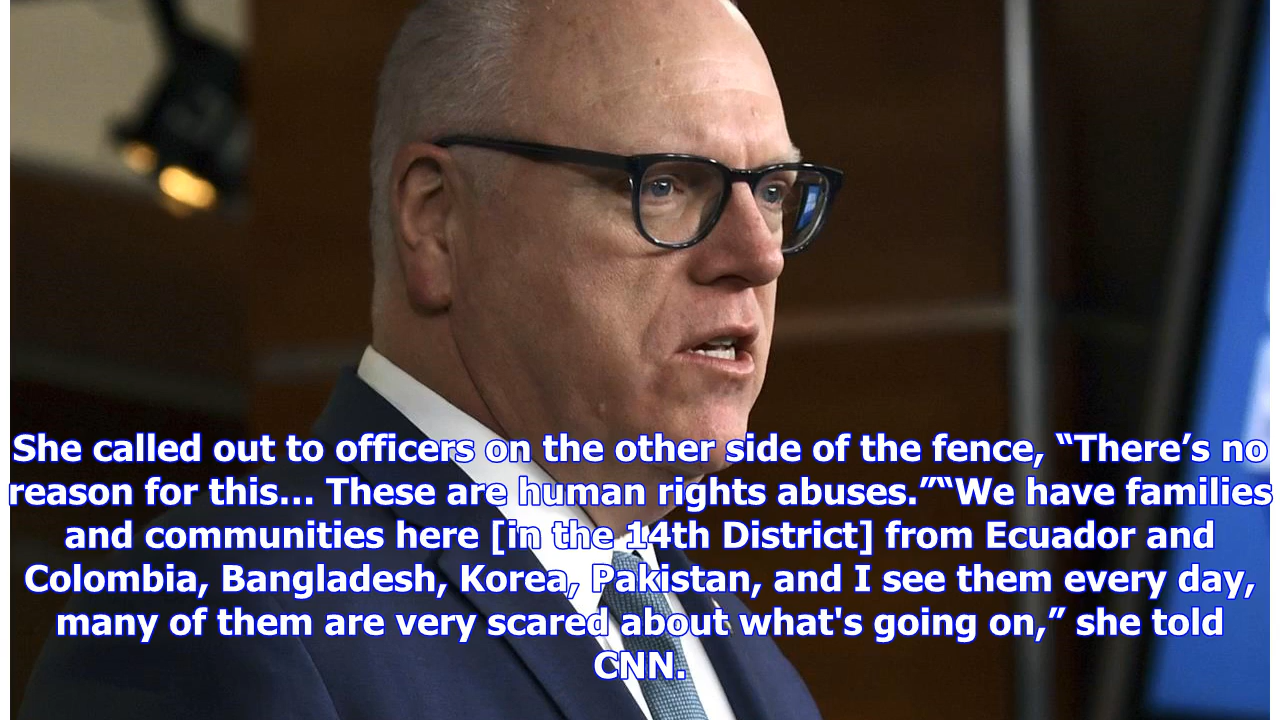 She called out to officers on the other side of the fence, “There’s no
reason for this... These are human rights abuses.”“We have families
and communities here [in the 14th District] from Ecuador and
Colombia, Bangladesh, Korea, Pakistan, and I see them every day,
many of them are very scared about what's going on,” she told
CNN.